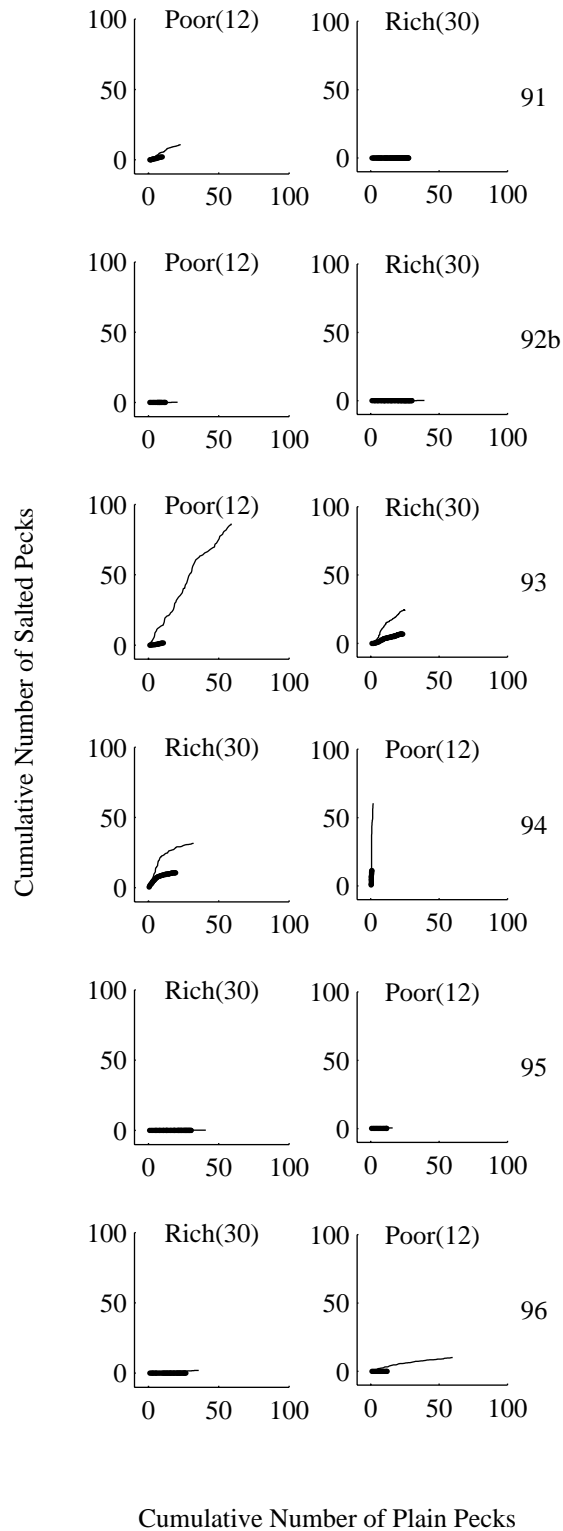 Poor(12) Rich(30)
100 100
50 50 91
0 0
0 50 100 0 50 100
Poor(12) Rich(30)
100 100
50 50 92b
0 0
0 50 100 0 50 100
Poor(12) Rich(30)
100 100
50 50 93
0 0
0 50 100 0 50 100
Rich(30) Poor(12)
100 100
50 50 94
0 0
0 50 100 0 50 100
Rich(30) Poor(12)
100 100
50 50 95
0 0
0 50 100 0 50 100
Rich(30) Poor(12)
100 100
50 50 96
0 0
0 50 100 0 50 100
Cumulative Number of Salted Pecks
Cumulative Number of Plain Pecks